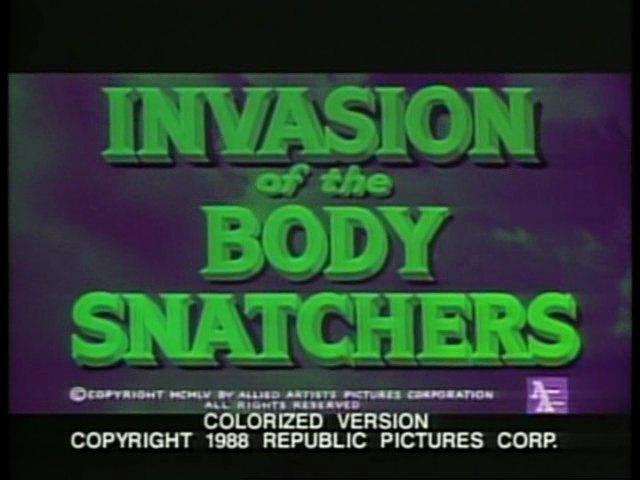 INVASION
of the
BODY
SNATCHERS
©COPYRIGHT MCMLV BY ALLIED ARTISTS PICTURES CORPORATION
ALL RIGHTS RESERVED
COLORIZED VERSION
COPYRIGHT 1988 REPUBLIC PICTURES CORP.